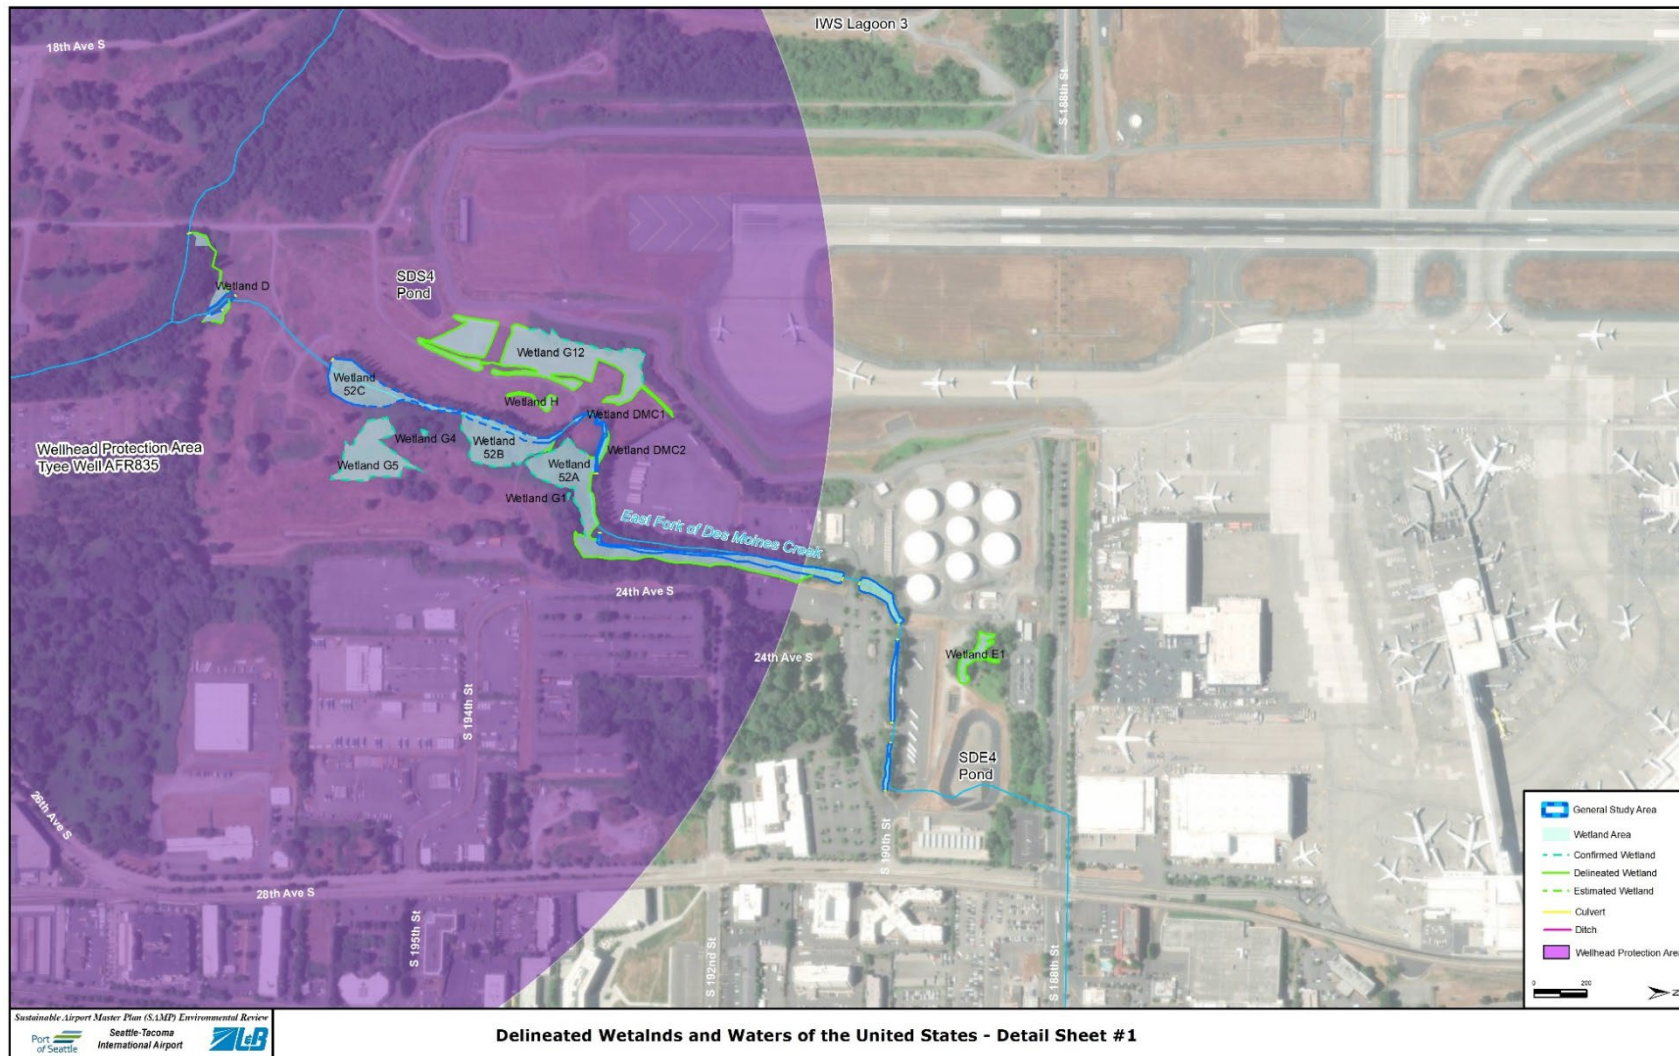 IWS Lagoon 3
18th Ave S
S 188th St
Wetland D
SDS4
Pond
Wetland G12
Wetland
52C
Wetland H
Wetland DMC1
Wetland G4
Wetland
52B
Wetland DMC2
Wellhead Protection Area
Tyee Well AFR835
Wetland G5
Wetland
52A
Wetland G1
East Fork of Des Moines Creek
24th Ave S
24th Ave S
Wetland E1
S 194th St
SDE4
Pond
26th Ave S
S 190th St
28th Ave S
S 195th St
S 192nd St
S 188th St
General Study Area
Wetland Area
Confirmed Wetland
Delineated Wetland
Estimated Wetland
Culvert
Ditch
Wellhead Protection Area
0 200
N
Sustainable Airport Master Plan (SAMP) Environmental Review
Port
of Seattle
Seattle-Tacoma
International Airport
L&B
Delineated Wetalnds and Waters of the United States - Detail Sheet #1